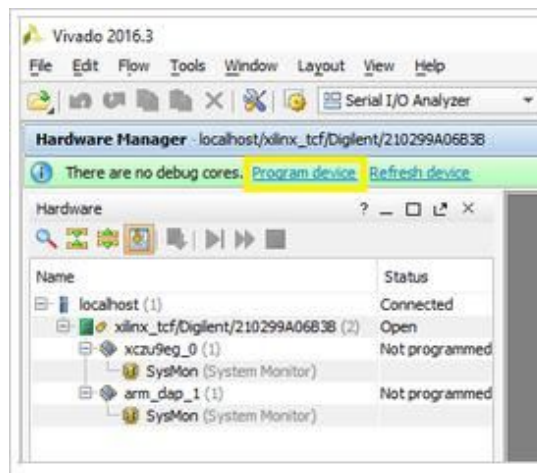 Vivado 2016.3
File Edit Flow Tools Window Layout View Help
Serial I/O Analyzer
Hardware Manager - localhost/xilinx_tcf/Digilent/210299A06B3B
There are no debug cores. Program device Refresh device
Hardware
Name Status
localhost (1) Connected
xilinx_tcf/Digilent/210299A06B3B (2) Open
xczu9eg_0 (1) Not programmed
SysMon (System Monitor)
arm_dap_1 (1) Not programmed
SysMon (System Monitor)